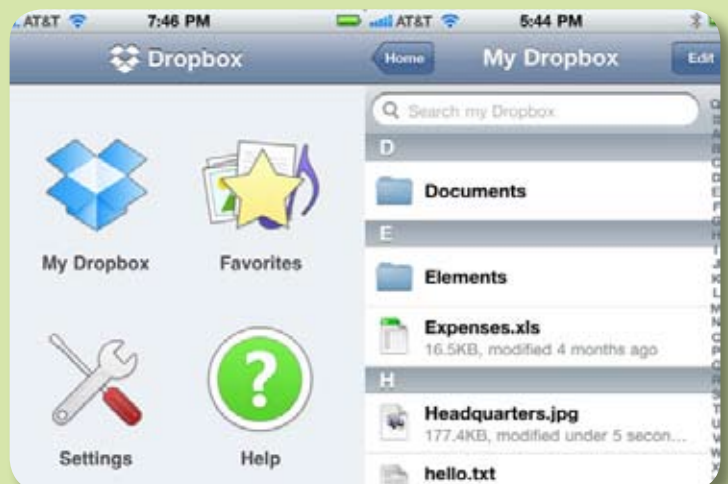 AT&T 7:46 PM
Dropbox
My Dropbox Favorites
Settings Help
AT&T 5:44 PM
Home My Dropbox Edit
Search my Dropbox
D
Documents
E
Elements
Expenses.xls
16.5KB, modified 4 months ago
H
Headquarters.jpg
177.4KB, modified under 5 secon...
hello.txt